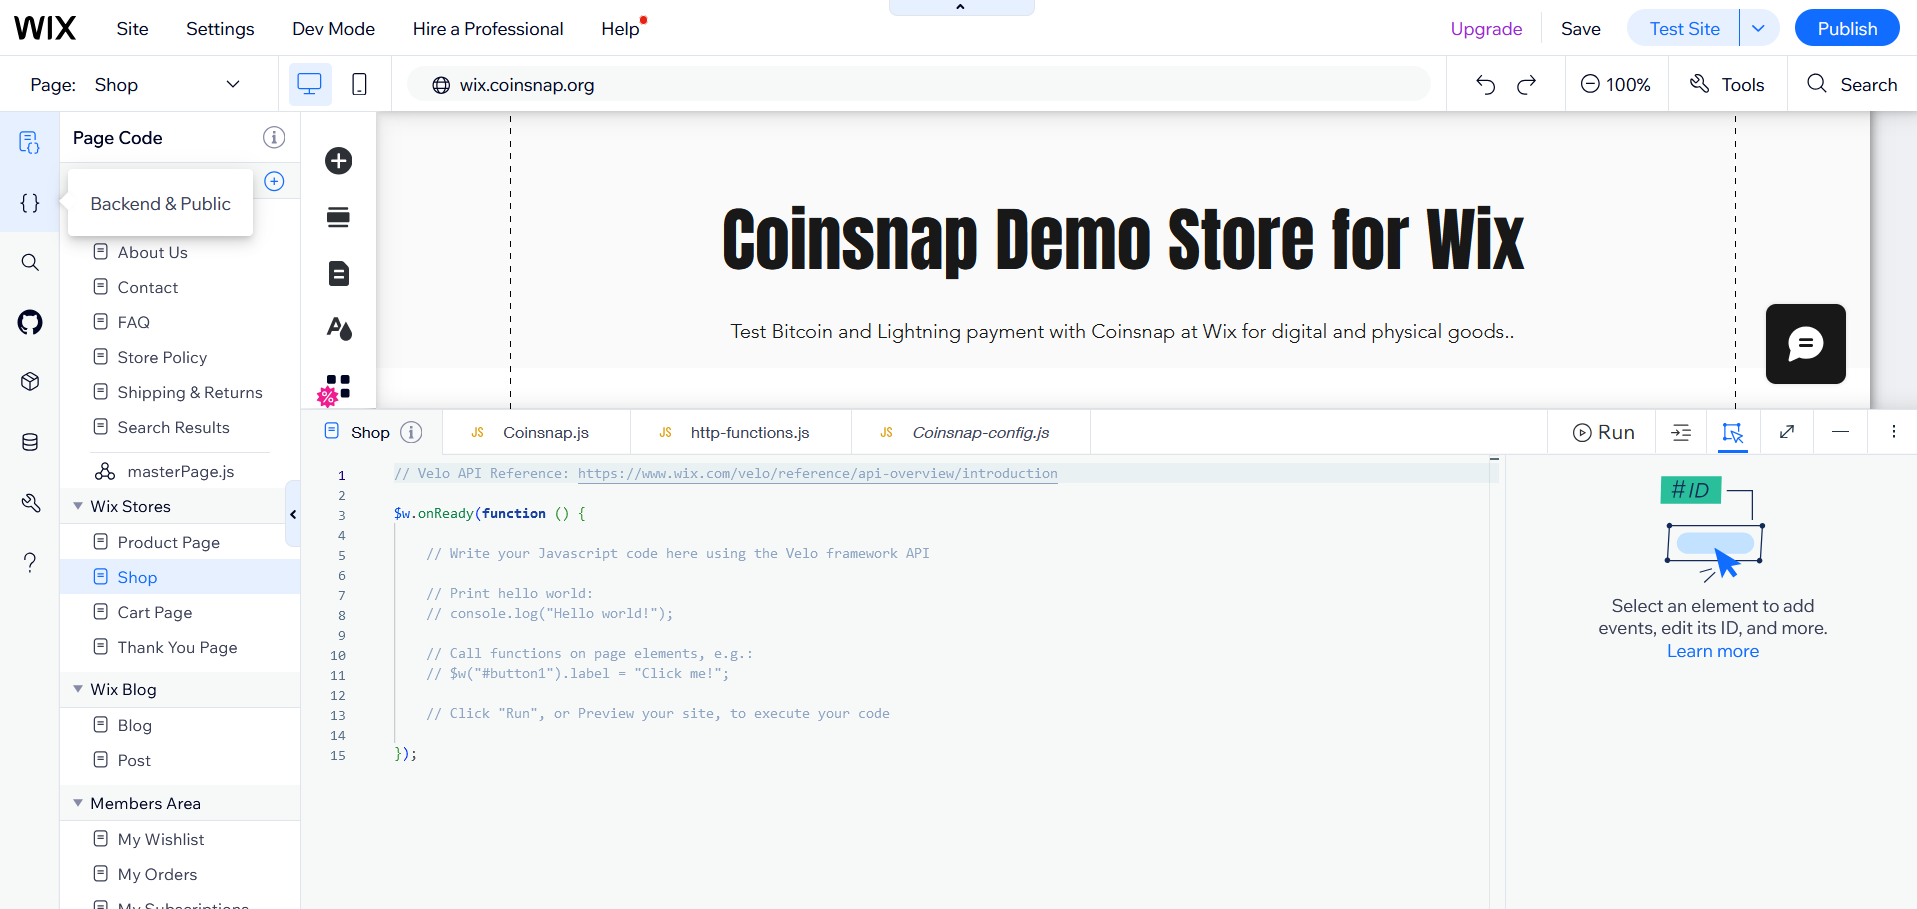 WIX
Site
Settings
Dev Mode
Hire a Professional
Help
Upgrade
Save
Test Site
Publish
Page:
Shop
wix.coinsnap.org
100%
Tools
Search
Page Code
Backend & Public
About Us
Contact
FAQ
Store Policy
Shipping & Returns
Search Results
masterPage.js
Wix Stores
Product Page
Shop
Cart Page
Thank You Page
Wix Blog
Blog
Post
Members Area
My Wishlist
My Orders
My Subscriptions
%
Coinsnap Demo Store for Wix
Test Bitcoin and Lightning payment with Coinsnap at Wix for digital and physical goods..
Shop
JS Coinsnap.js
JS http-functions.js
JS Coinsnap-config.js
Run
1 // Velo API Reference: https://www.wix.com/velo/reference/api-overview/introduction
2
3 $w.onReady(function () {
4
5 // Write your Javascript code here using the Velo framework API
6
7 // Print hello world:
8 // console.log("Hello world!");
9
10 // Call functions on page elements, e.g.:
11 // $w("#button1").label = "Click me!";
12
13 // Click "Run", or Preview your site, to execute your code
14
15 });
#ID
Select an element to add
events, edit its ID, and more.
Learn more